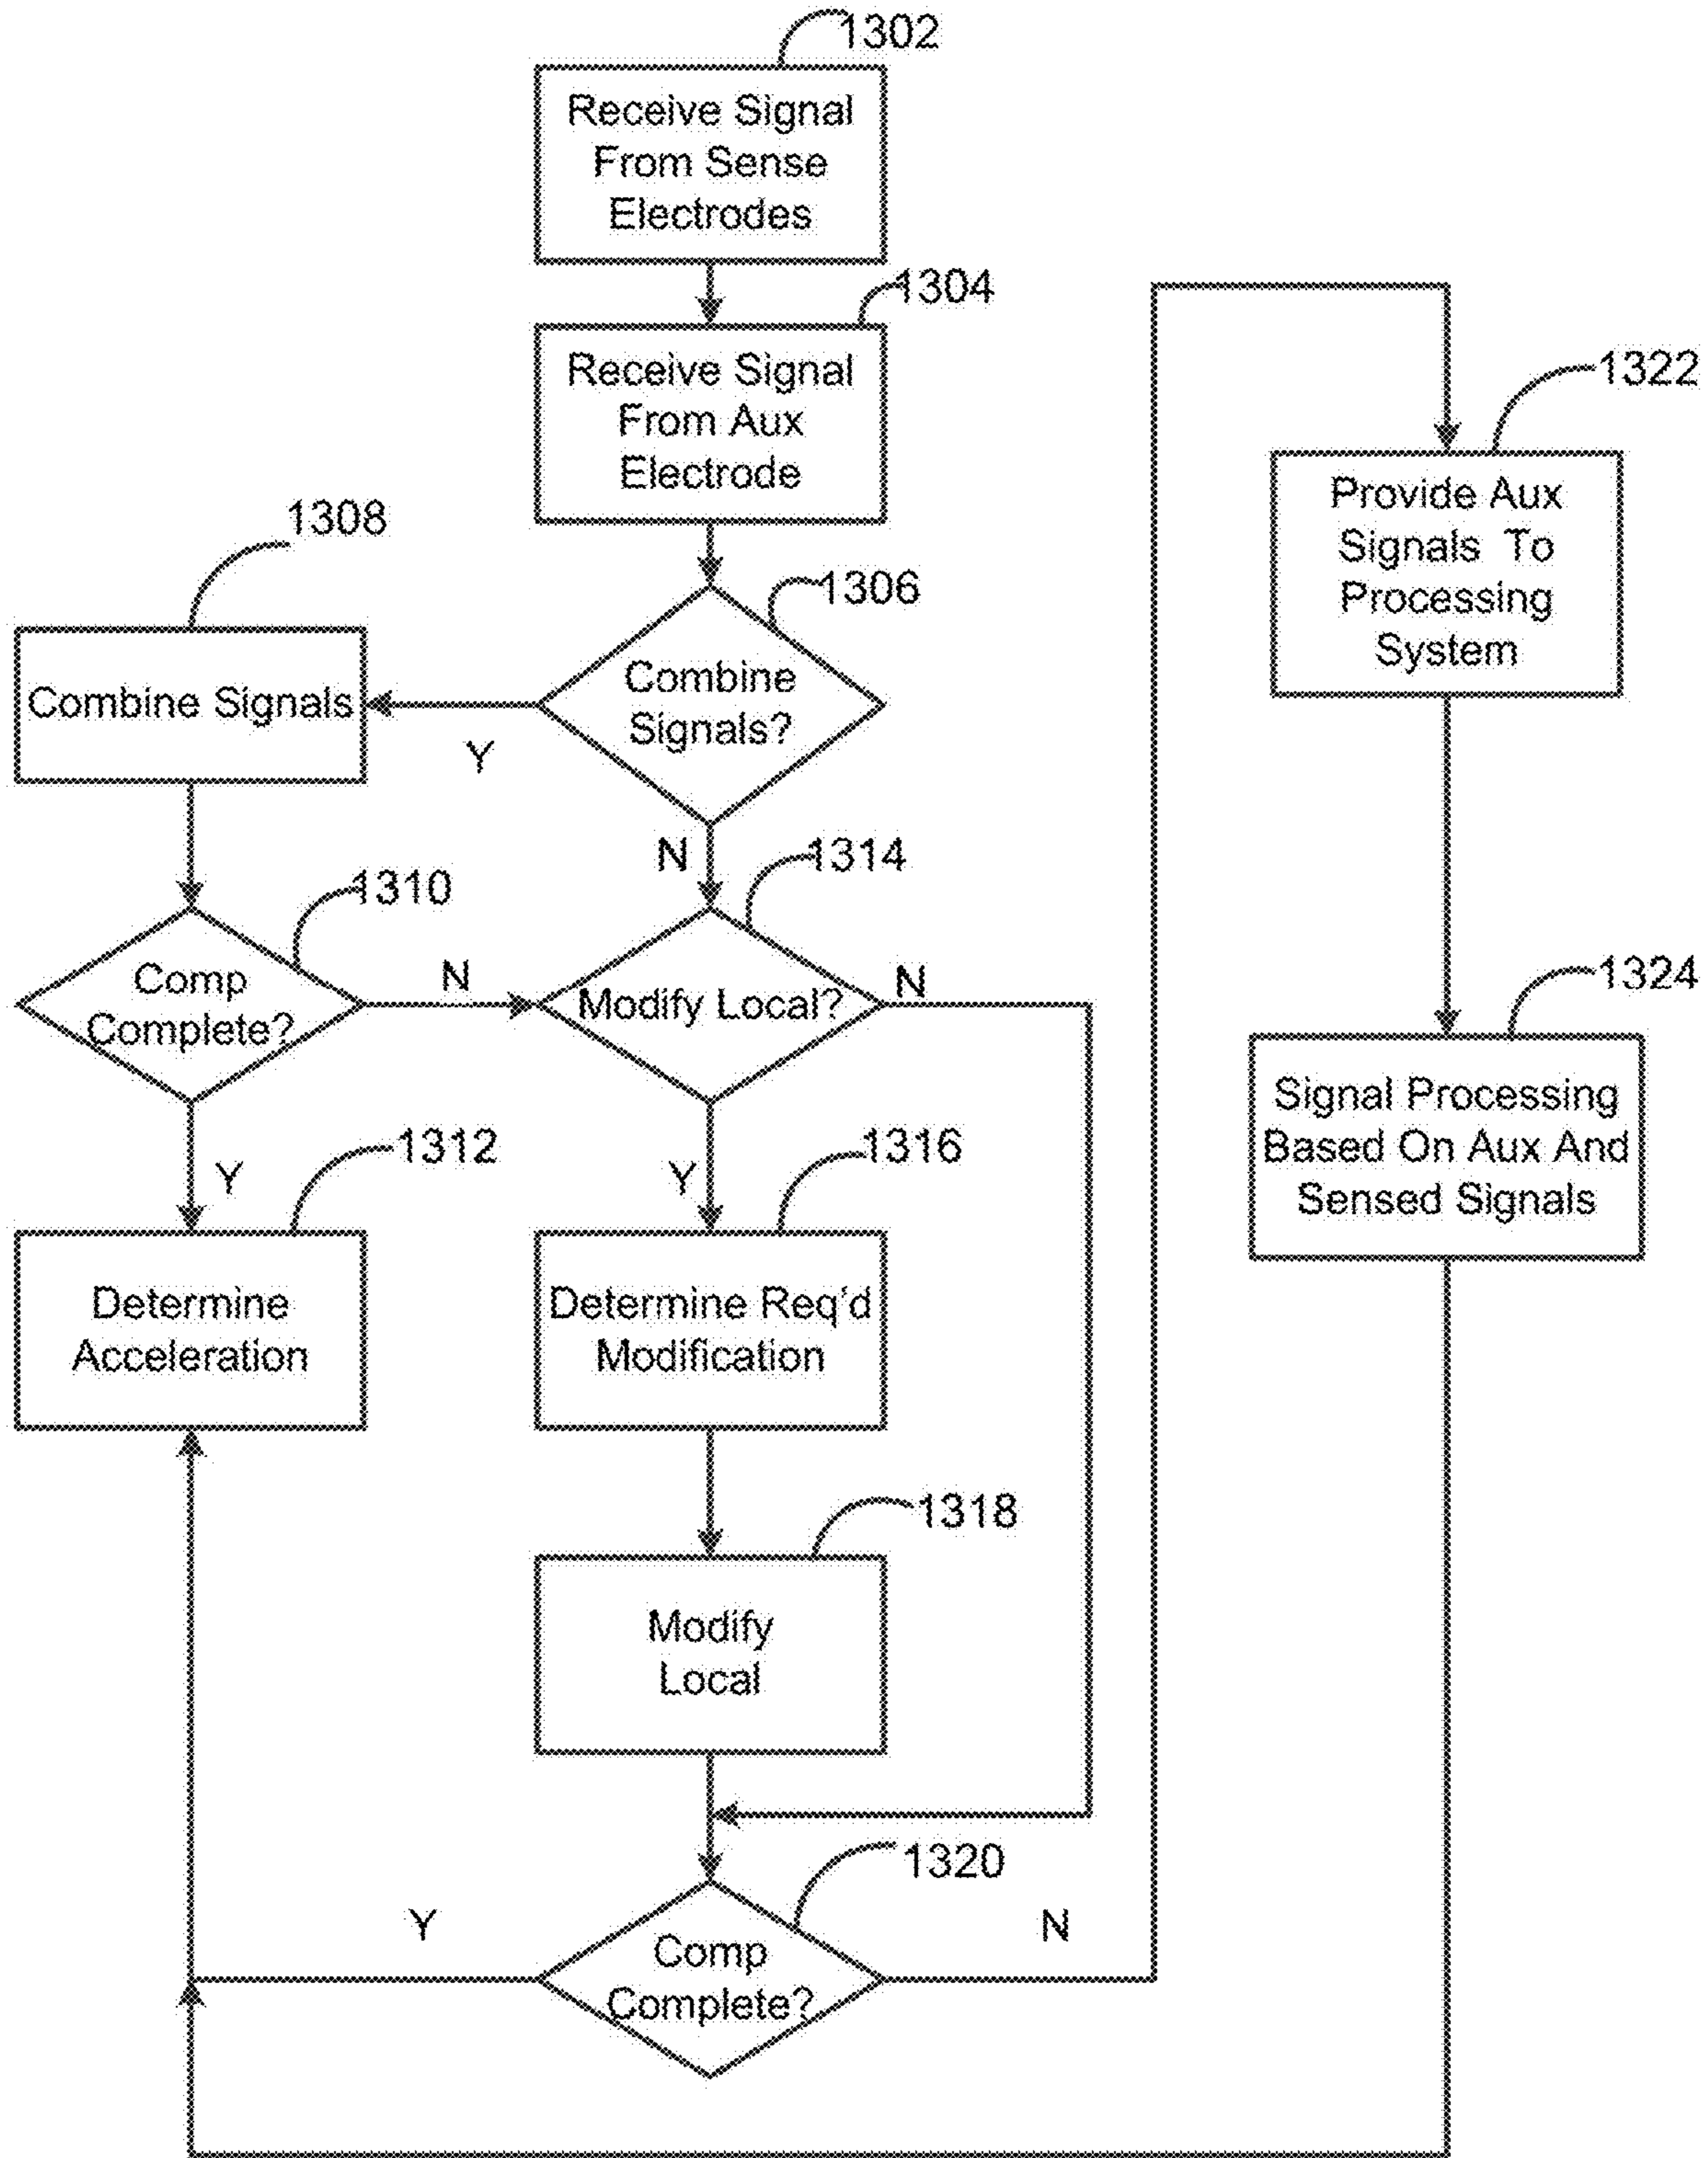 1302
Receive Signal
From Sense
Electrodes
1304
Receive Signal
From Aux
Electrode
1306
Combine
Signals?
Y
N
1308
Combine Signals
1310
Comp
Complete?
N
Y
1312
Determine
Acceleration
1314
Modify Local?
N
Y
1316
Determine Req'd
Modification
1318
Modify
Local
1320
Comp
Complete?
Y
N
1322
Provide Aux
Signals To
Processing
System
1324
Signal Processing
Based On Aux And
Sensed Signals